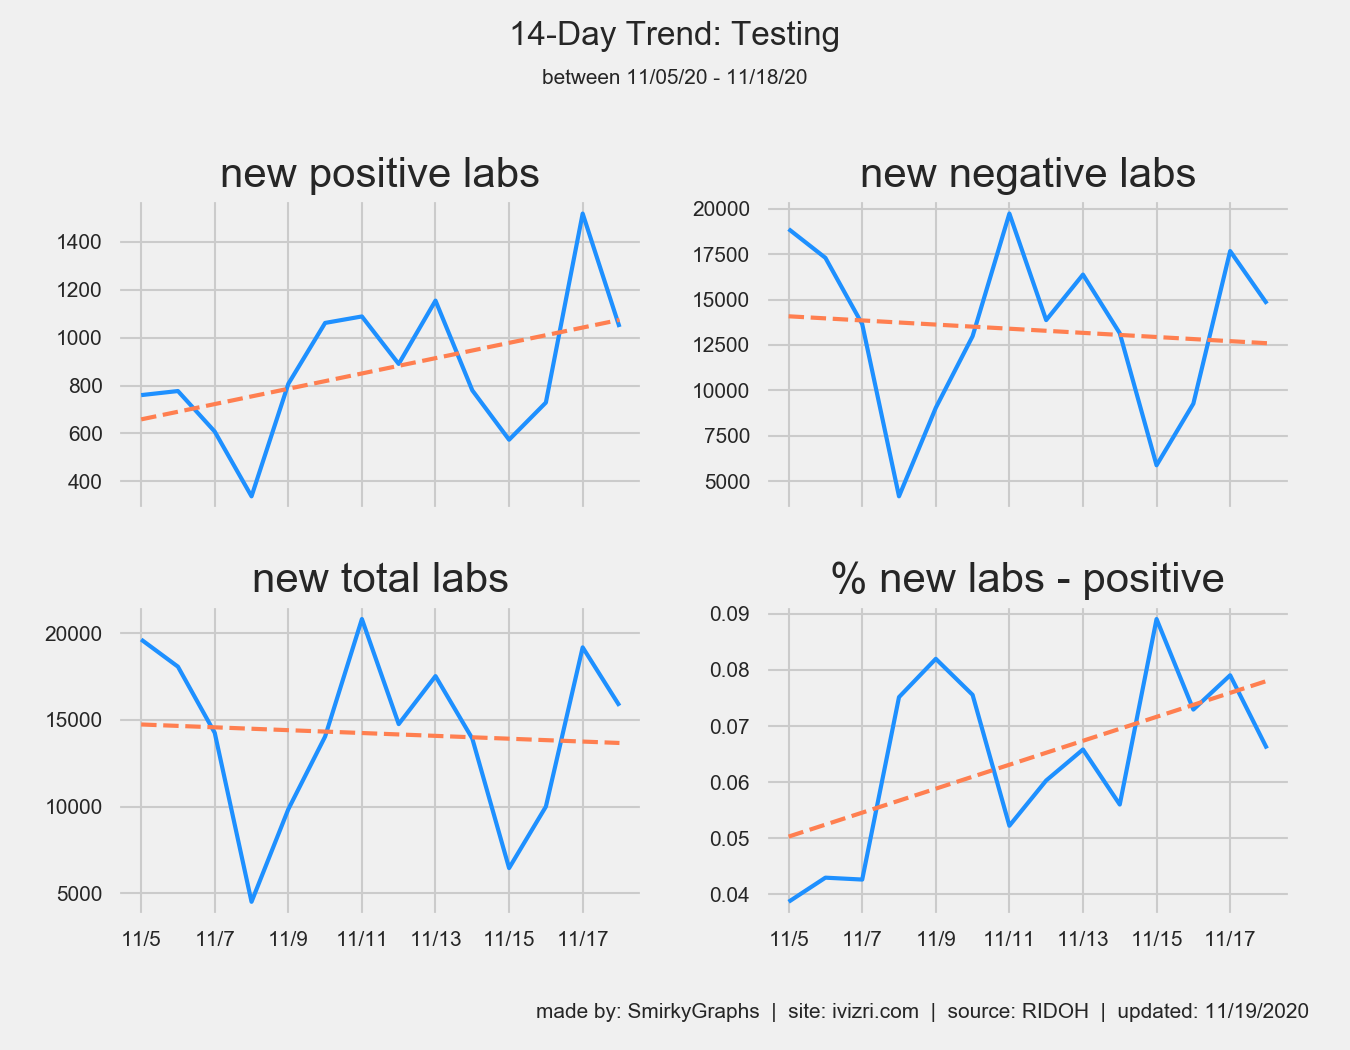 14-Day Trend: Testing
between 11/05/20 - 11/18/20
new positive labs
1400
1200
1000
800
600
400
new negative labs
20000
17500
15000
12500
10000
7500
5000
new total labs
20000
15000
10000
5000
11/5 11/7 11/9 11/11 11/13 11/15 11/17
% new labs - positive
0.09
0.08
0.07
0.06
0.05
0.04
11/5 11/7 11/9 11/11 11/13 11/15 11/17
made by: SmirkyGraphs | site: ivizri.com | source: RIDOH | updated: 11/19/2020